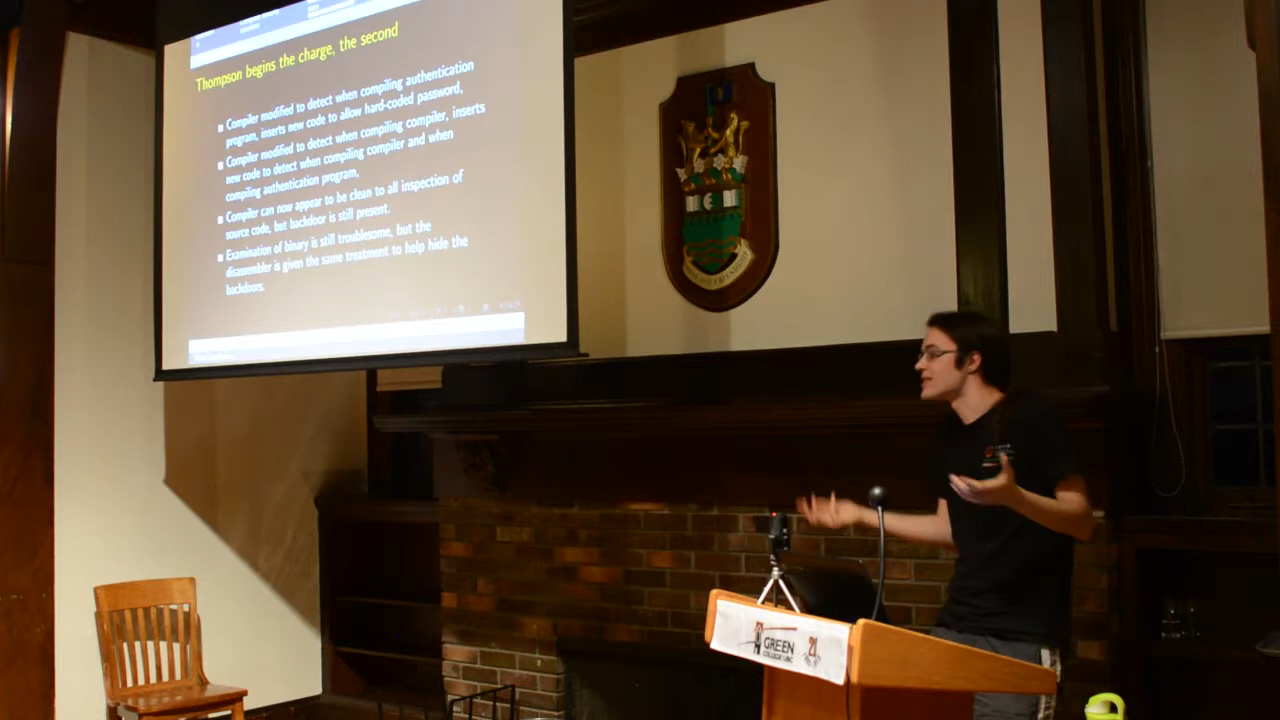 Thompson begins the charge, the second
Compiler modified to detect when compiling authentication
program, inserts new code to allow hard-coded password,
Compiler modified to detect when compiling compiler, inserts
new code to detect when compiling compiler and when
compiling authentication program,
Compiler can now appear to be clean to all inspection of
source code, but backdoor is still present.
Examination of binary is still troublesome, but the
disassembler is given the same treatment to help hide the
backdoors.
GREEN
COLLEGE UBC
21